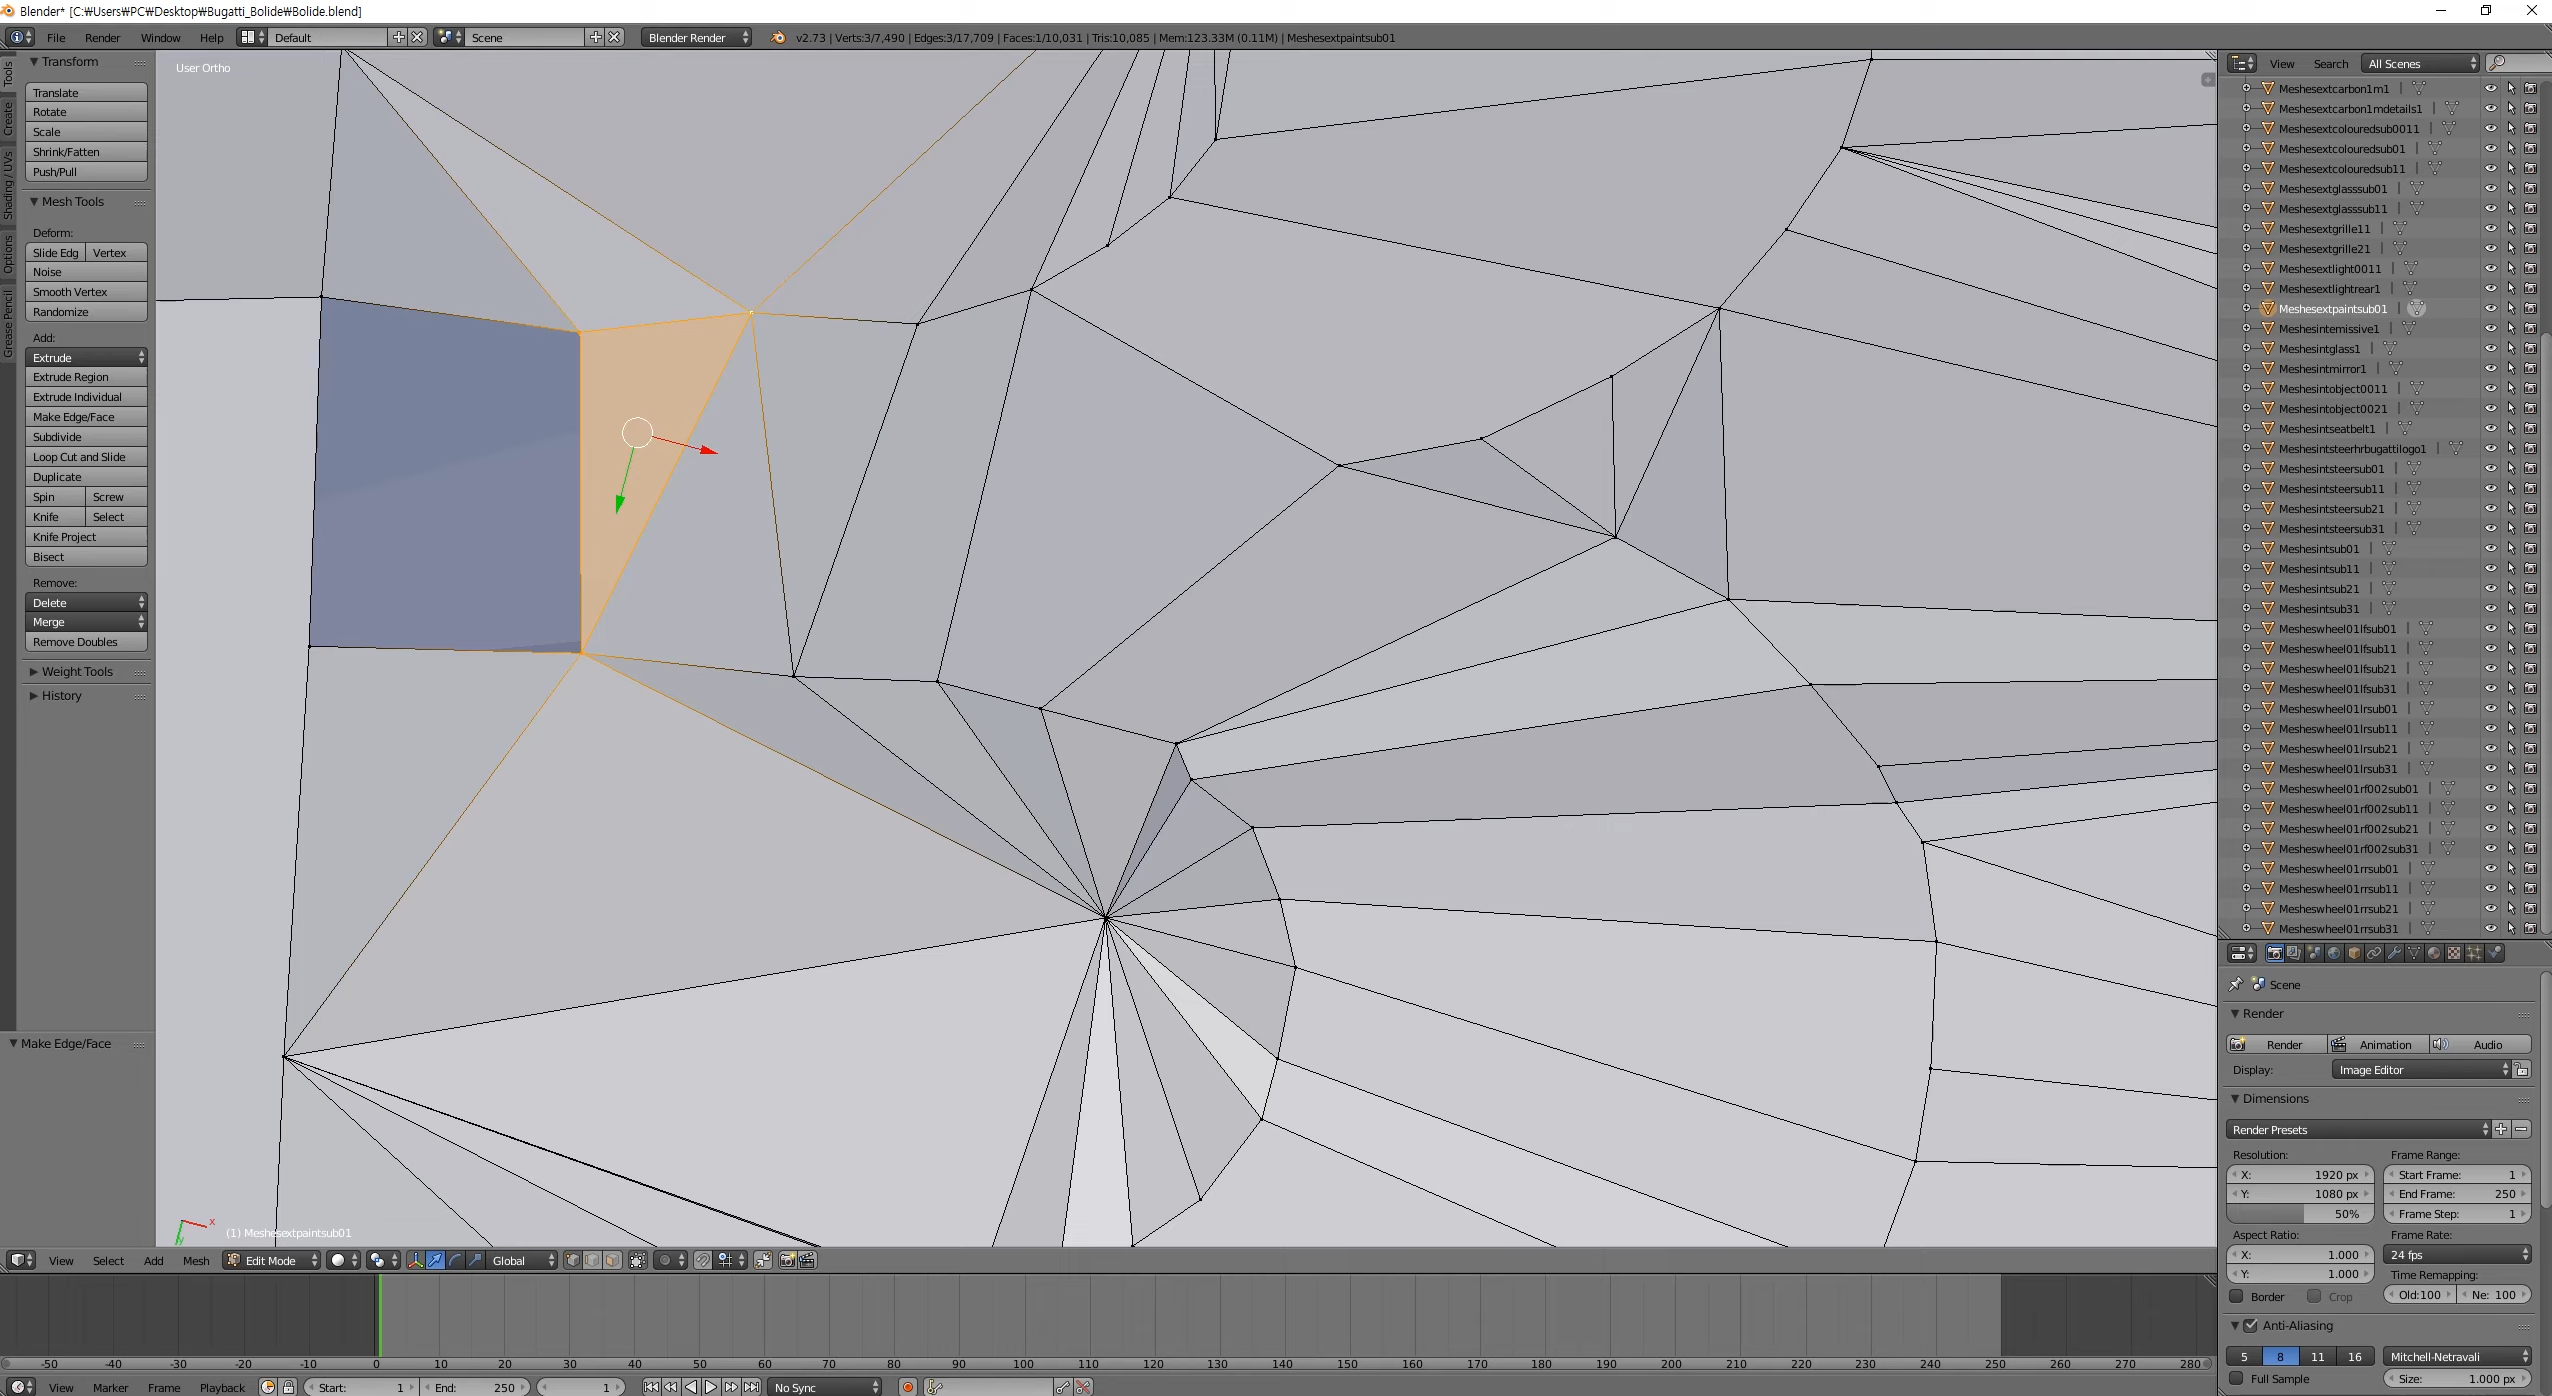 Blender* [C:₩Users₩PC₩Desktop₩Bugatti_Bolide₩Bolide.blend]
File Render Window Help Default Scene Blender Render v2.73 | Verts:3/7,490 | Edges:3/17,709 | Faces:1/10,031 | Tris:10,085 | Mem:123.33M (0.11M) | Meshesextpaintsub01
Tools
Create
Shading / UVs
Options
Grease Pencil
Transform
Translate
Rotate
Scale
Shrink/Fatten
Push/Pull
Mesh Tools
Deform:
Slide Edg Vertex
Noise
Smooth Vertex
Randomize
Add:
Extrude
Extrude Region
Extrude Individual
Make Edge/Face
Subdivide
Loop Cut and Slide
Duplicate
Spin Screw
Knife Select
Knife Project
Bisect
Remove:
Delete
Merge
Remove Doubles
Weight Tools
History
Make Edge/Face
User Ortho
x
y
(1) Meshesextpaintsub01
View Select Add Mesh Edit Mode Global
-50 -40 -30 -20 -10 0 10 20 30 40 50 60 70 80 90 100 110 120 130 140 150 160 170 180 190 200 210 220 230 240 250 260 270 280
View Marker Frame Playback Start: 1 End: 250 1 No Sync
View Search All Scenes
Meshesextcarbon1m1
Meshesextcarbon1mdetails1
Meshesextcolouredsub0011
Meshesextcolouredsub01
Meshesextcolouredsub11
Meshesextglasssub01
Meshesextglasssub11
Meshesextgrille11
Meshesextgrille21
Meshesextlight0011
Meshesextlightrear1
Meshesextpaintsub01
Meshesintemissive1
Meshesintglass1
Meshesintmirror1
Meshesintobject0011
Meshesintobject0021
Meshesintseatbelt1
Meshesintsteerhrbugattilogo1
Meshesintsteersub01
Meshesintsteersub11
Meshesintsteersub21
Meshesintsteersub31
Meshesintsub01
Meshesintsub11
Meshesintsub21
Meshesintsub31
Mesheswheel01lfsub01
Mesheswheel01lfsub11
Mesheswheel01lfsub21
Mesheswheel01lfsub31
Mesheswheel01lrsub01
Mesheswheel01lrsub11
Mesheswheel01lrsub21
Mesheswheel01lrsub31
Mesheswheel01rf002sub01
Mesheswheel01rf002sub11
Mesheswheel01rf002sub21
Mesheswheel01rf002sub31
Mesheswheel01rrsub01
Mesheswheel01rrsub11
Mesheswheel01rrsub21
Mesheswheel01rrsub31
Scene
Render
Render Animation Audio
Display: Image Editor
Dimensions
Render Presets
Resolution: Frame Range:
X: 1920 px Start Frame: 1
Y: 1080 px End Frame: 250
50% Frame Step: 1
Aspect Ratio: Frame Rate:
X: 1.000 24 fps
Y: 1.000 Time Remapping:
Border Crop Old:100 Ne: 100
Anti-Aliasing
5 8 11 16 Mitchell-Netravali
Full Sample Size: 1.000 px